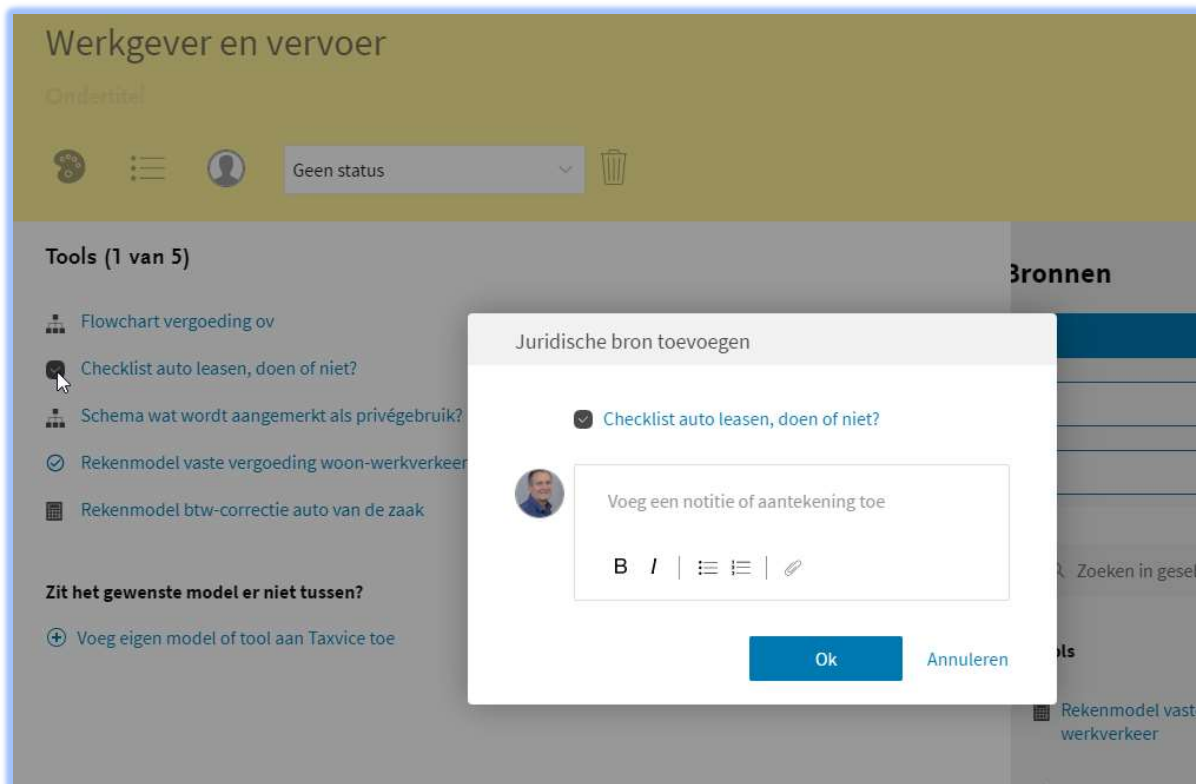 Werkgever en vervoer
Ondertitel
Geen status
Tools (1 van 5)
Flowchart vergoeding ov
Checklist auto leasen, doen of niet?
Schema wat wordt aangemerkt als privégebruik?
Rekenmodel vaste vergoeding woon-werkverkeer
Rekenmodel btw-correctie auto van de zaak
Zit het gewenste model er niet tussen?
Voeg eigen model of tool aan Taxvice toe
Juridische bron toevoegen
Checklist auto leasen, doen of niet?
Voeg een notitie of aantekening toe
B I
Ok Annuleren
Bronnen
Zoeken in gesel
ols
Rekenmodel vast
werkverkeer